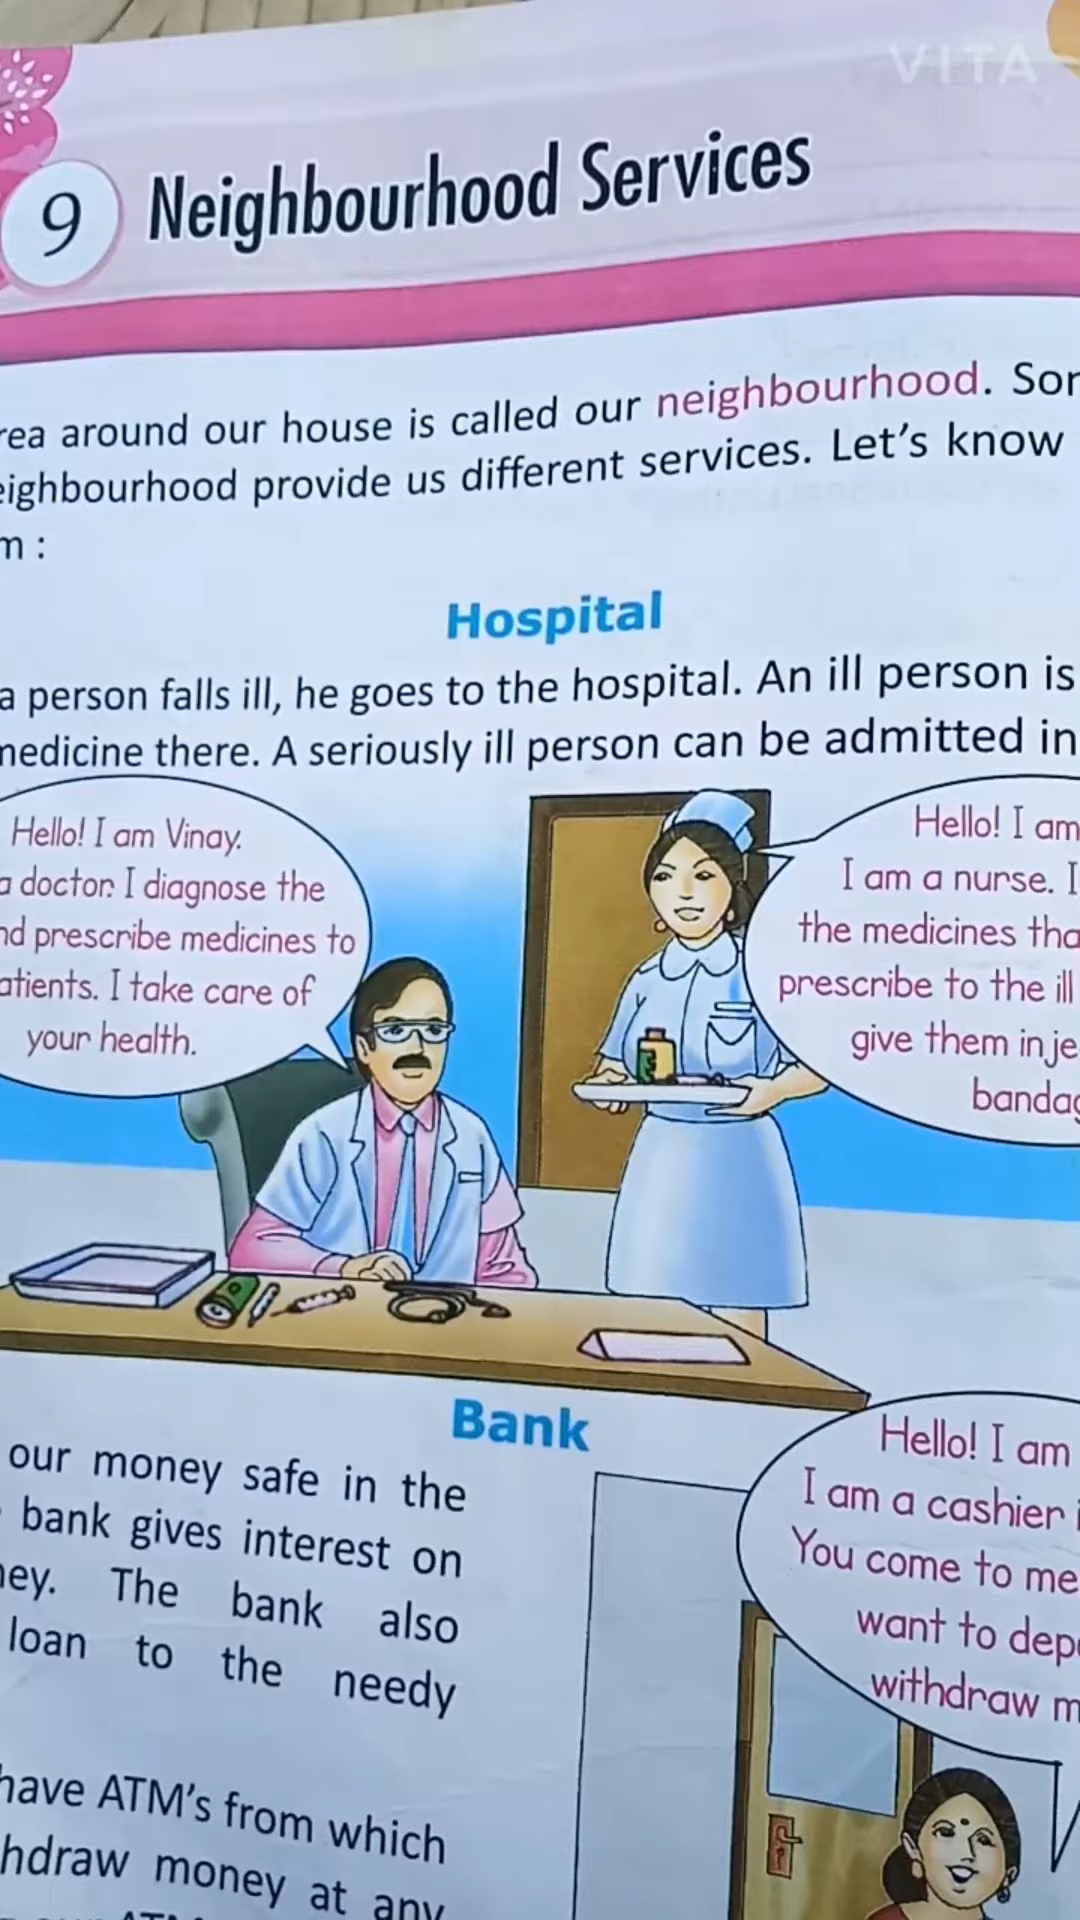 VITA
9 Neighbourhood Services
rea around our house is called our neighbourhood. Sor
eighbourhood provide us different services. Let's know
m :
Hospital
a person falls ill, he goes to the hospital. An ill person is
medicine there. A seriously ill person can be admitted in
Hello! I am Vinay.
a doctor. I diagnose the
nd prescribe medicines to
atients. I take care of
your health.
Hello! I am
I am a nurse. I
the medicines tha
prescribe to the ill
give them inje
bandag
Bank
our money safe in the
bank gives interest on
ney. The bank also
loan to the needy
have ATM's from which
hdraw money at any
Hello! I am
I am a cashier i
You come to me
want to depo
withdraw m